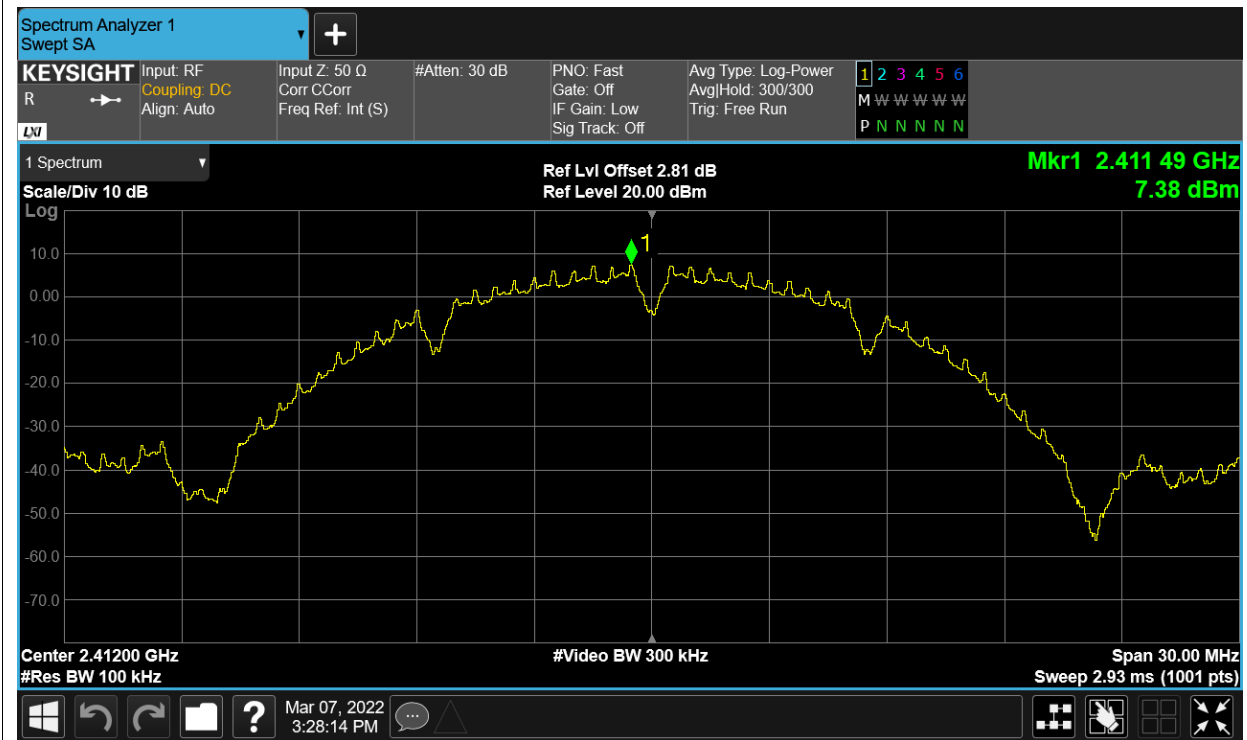 Spectrum Analyzer 1
Swept SA
+
KEYSIGHT
R
LXI
Input: RF
Coupling: DC
Align: Auto
Input Z: 50 Ω
Corr CCorr
Freq Ref: Int (S)
#Atten: 30 dB
PNO: Fast
Gate: Off
IF Gain: Low
Sig Track: Off
Avg Type: Log-Power
Avg|Hold: 300/300
Trig: Free Run
1 2 3 4 5 6
M W W W W W
P N N N N N
1 Spectrum
Scale/Div 10 dB
Log
Ref Lvl Offset 2.81 dB
Ref Level 20.00 dBm
Mkr1 2.411 49 GHz
7.38 dBm
1
10.0
0.00
-10.0
-20.0
-30.0
-40.0
-50.0
-60.0
-70.0
Center 2.41200 GHz
#Res BW 100 kHz
#Video BW 300 kHz
Span 30.00 MHz
Sweep 2.93 ms (1001 pts)
?
Mar 07, 2022
3:28:14 PM